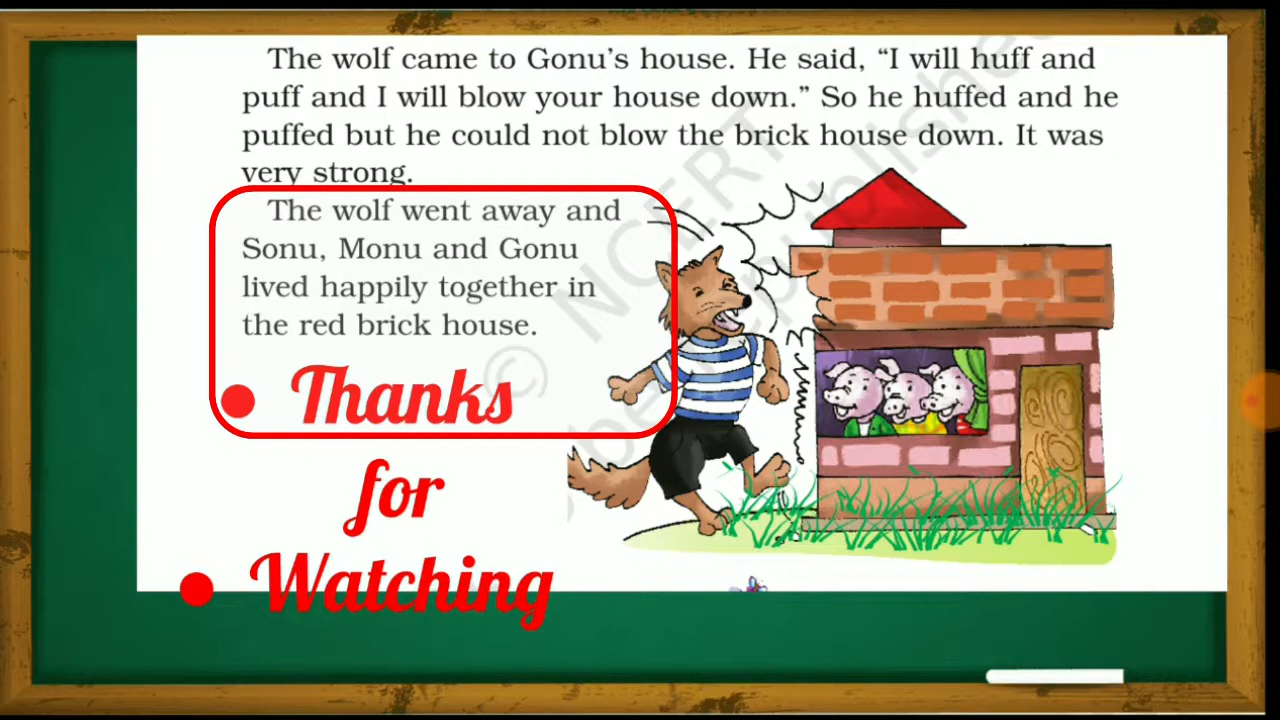 The wolf came to Gonu’s house. He said, “I will huff and
puff and I will blow your house down.” So he huffed and he
puffed but he could not blow the brick house down. It was
very strong.
The wolf went away and
Sonu, Monu and Gonu
lived happily together in
the red brick house.
© NCERT
Thanks
for
Watching